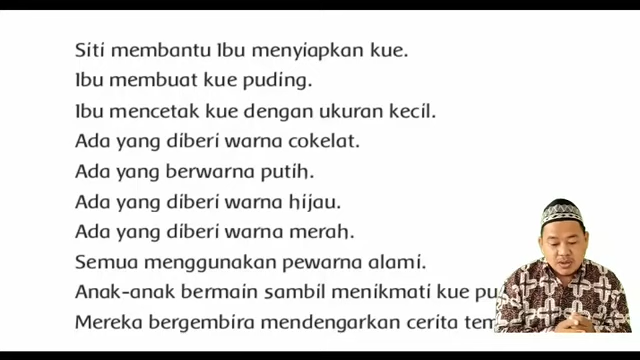 Siti membantu Ibu menyiapkan kue.
Ibu membuat kue puding.
Ibu mencetak kue dengan ukuran kecil.
Ada yang diberi warna cokelat.
Ada yang berwarna putih.
Ada yang diberi warna hijau.
Ada yang diberi warna merah.
Semua menggunakan pewarna alami.
Anak-anak bermain sambil menikmati kue
Mereka bergembira mendengarkan cerita